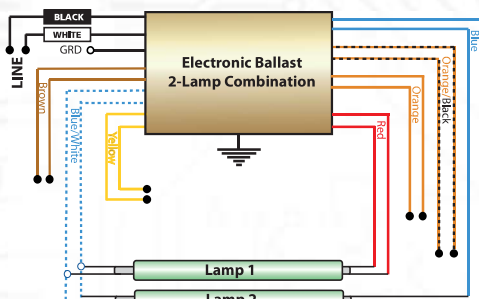 BLACK
WHITE
GRD
LINE
Electronic Ballast
2-Lamp Combination
Brown
Blue/White
Yellow
Red
Orange
Orange/Black
Blue
Lamp 1
Lamp 2